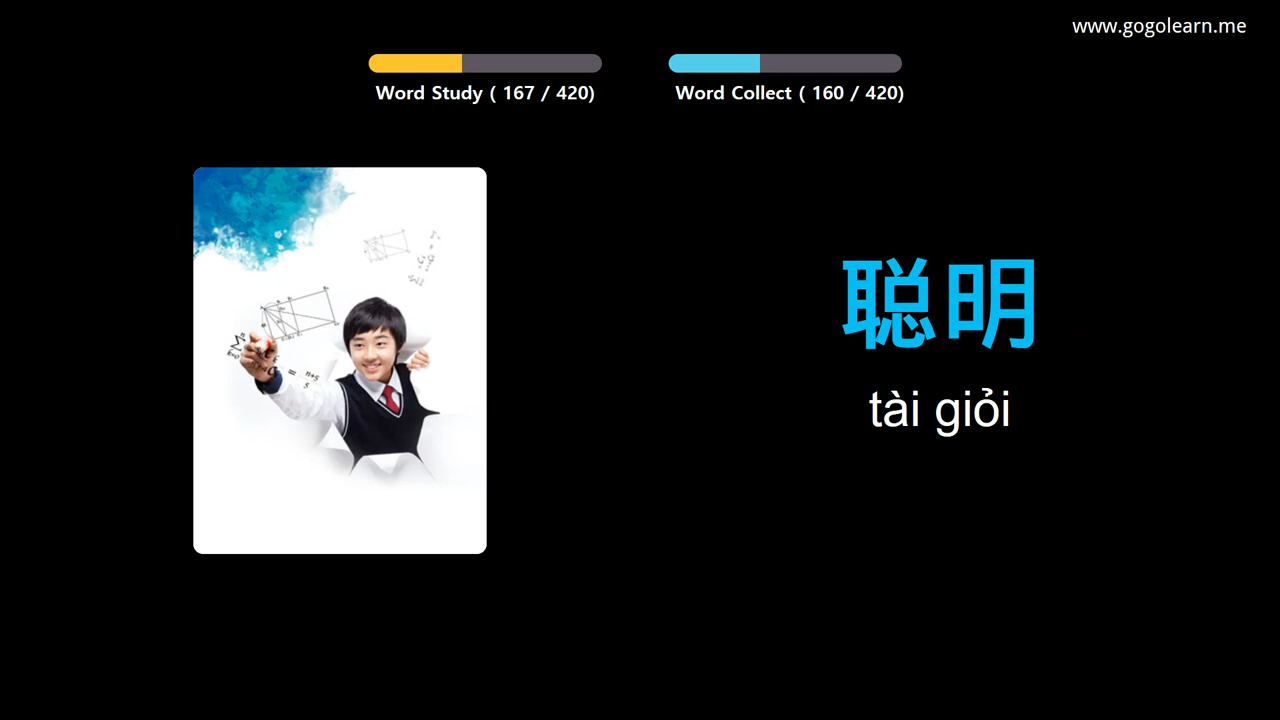 www.gogolearn.me
Word Study ( 167 / 420)
Word Collect ( 160 / 420)
聪明
tài giỏi